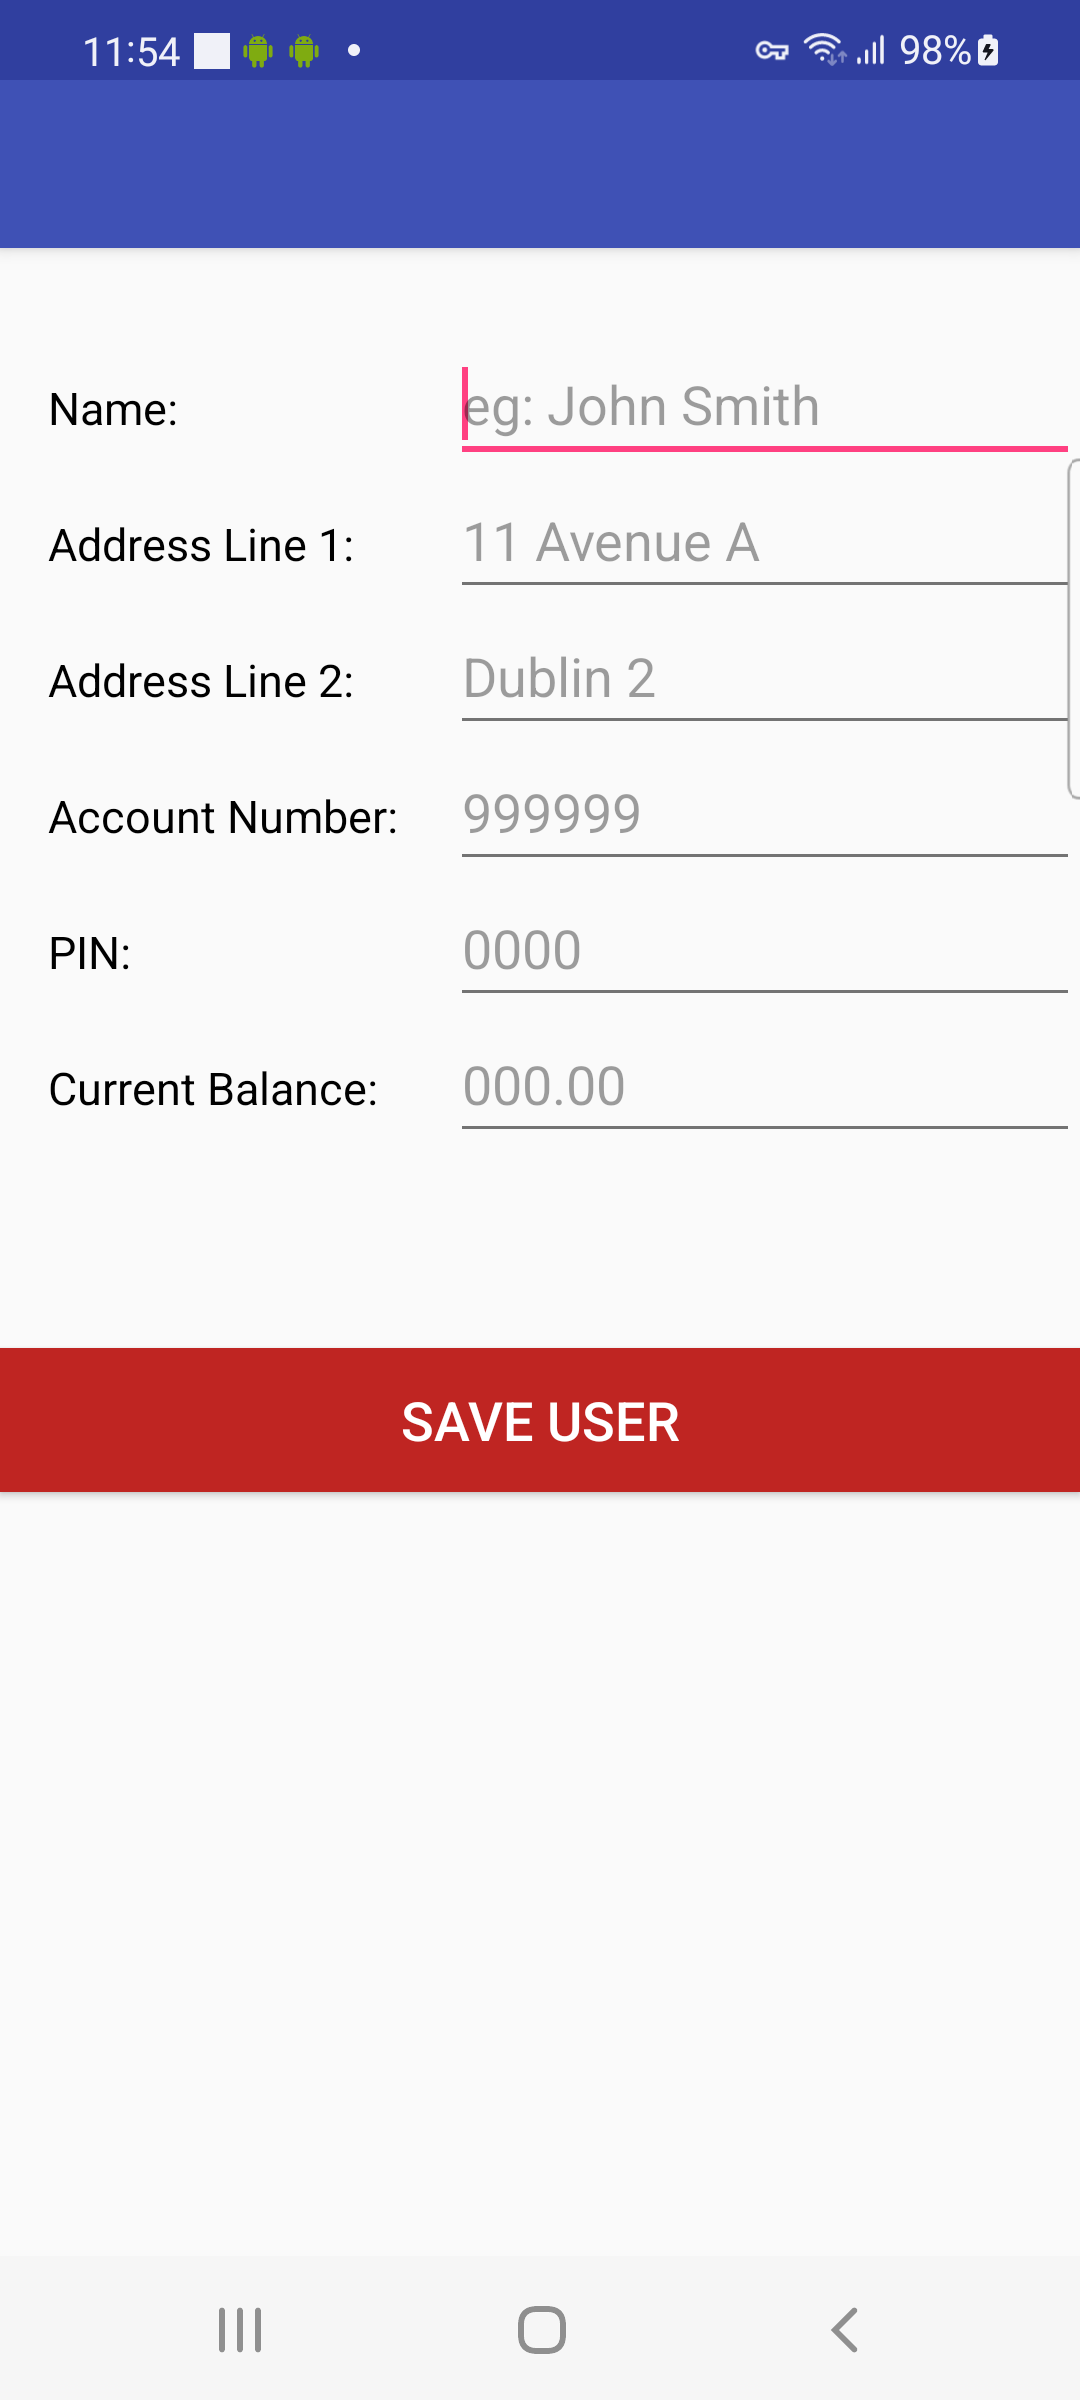 11:54 98%
Name: eg: John Smith
Address Line 1: 11 Avenue A
Address Line 2: Dublin 2
Account Number: 999999
PIN: 0000
Current Balance: 000.00
SAVE USER